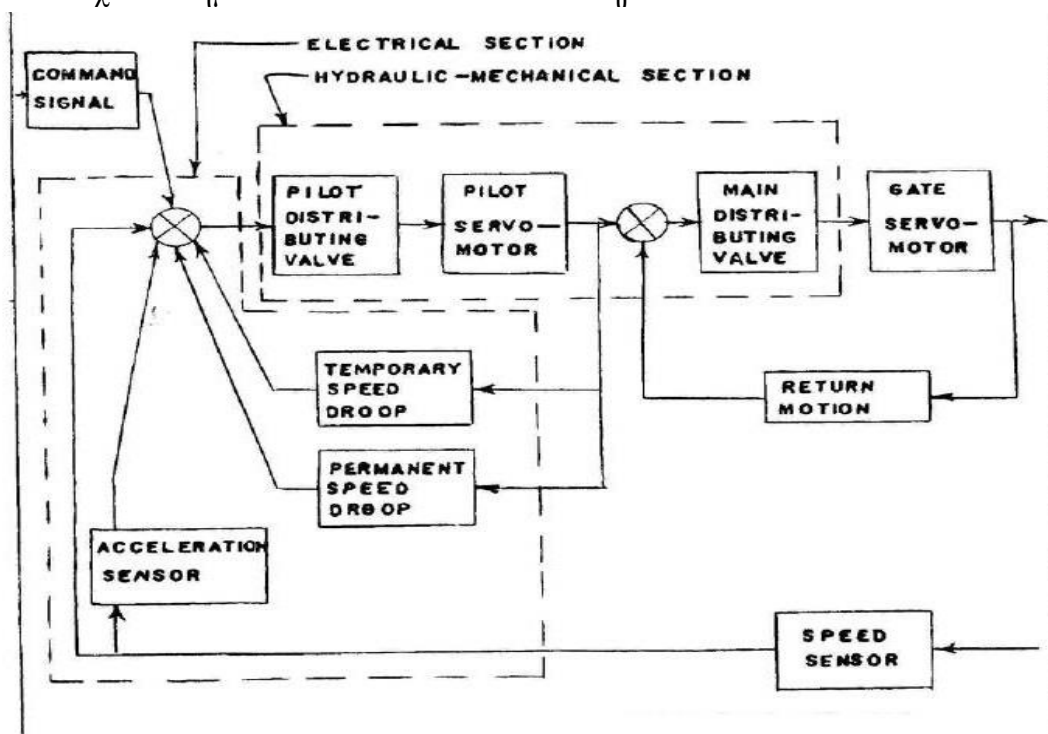 ELECTRICAL SECTION
HYDRAULIC-MECHANICAL SECTION
COMMAND
SIGNAL
PILOT
DISTRI-
BUTING
VALVE
PILOT
SERVO-
MOTOR
MAIN
DISTRI-
BUTING
VALVE
GATE
SERVO-
MOTOR
TEMPORARY
SPEED
DROOP
RETURN
MOTION
PERMANENT
SPEED
DROOP
ACCELERATION
SENSOR
SPEED
SENSOR